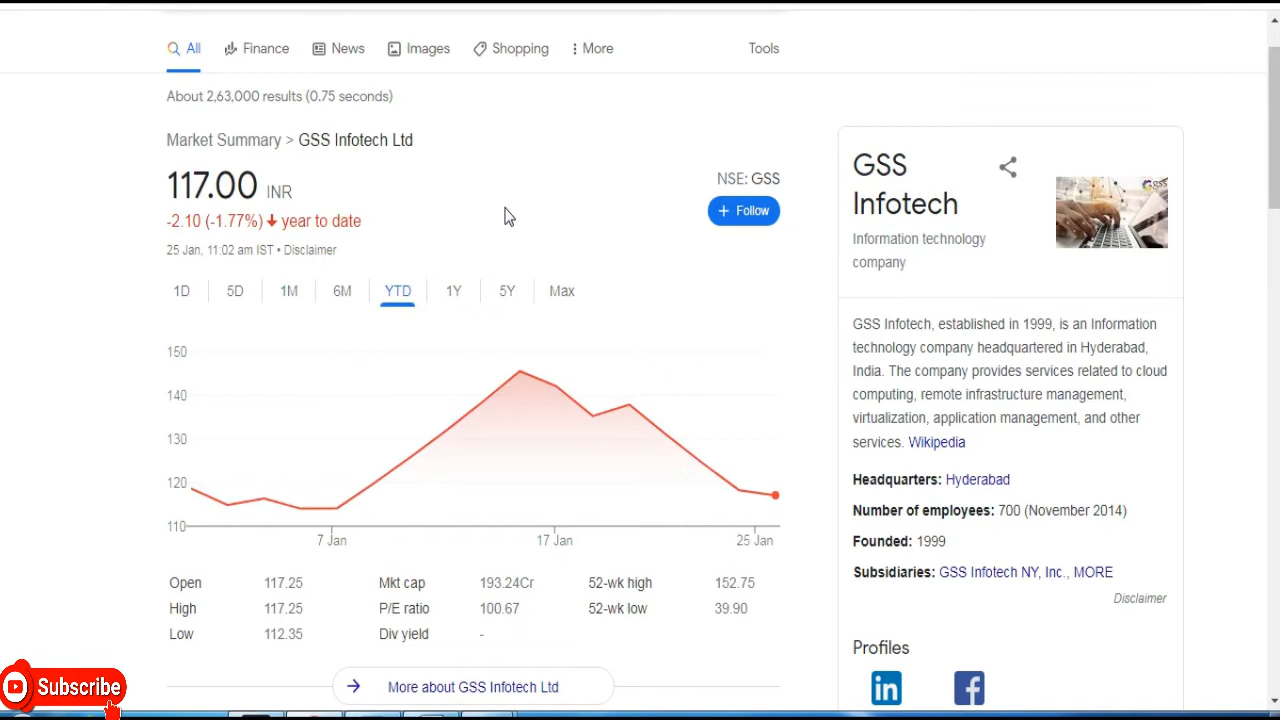 All
Finance
News
Images
Shopping
More
Tools
About 2,63,000 results (0.75 seconds)
Market Summary > GSS Infotech Ltd
117.00 INR
NSE: GSS
-2.10 (-1.77%) ↓ year to date
+ Follow
25 Jan, 11:02 am IST • Disclaimer
1D
5D
1M
6M
YTD
1Y
5Y
Max
150
140
130
120
110
7 Jan
17 Jan
25 Jan
Open 117.25 Mkt cap 193.24Cr 52-wk high 152.75
High 117.25 P/E ratio 100.67 52-wk low 39.90
Low 112.35 Div yield -
More about GSS Infotech Ltd
GSS
Infotech
Information technology
company
GSS
GSS Infotech, established in 1999, is an Information
technology company headquartered in Hyderabad,
India. The company provides services related to cloud
computing, remote infrastructure management,
virtualization, application management, and other
services. Wikipedia
Headquarters: Hyderabad
Number of employees: 700 (November 2014)
Founded: 1999
Subsidiaries: GSS Infotech NY, Inc., MORE
Disclaimer
Profiles
in
f
Subscribe